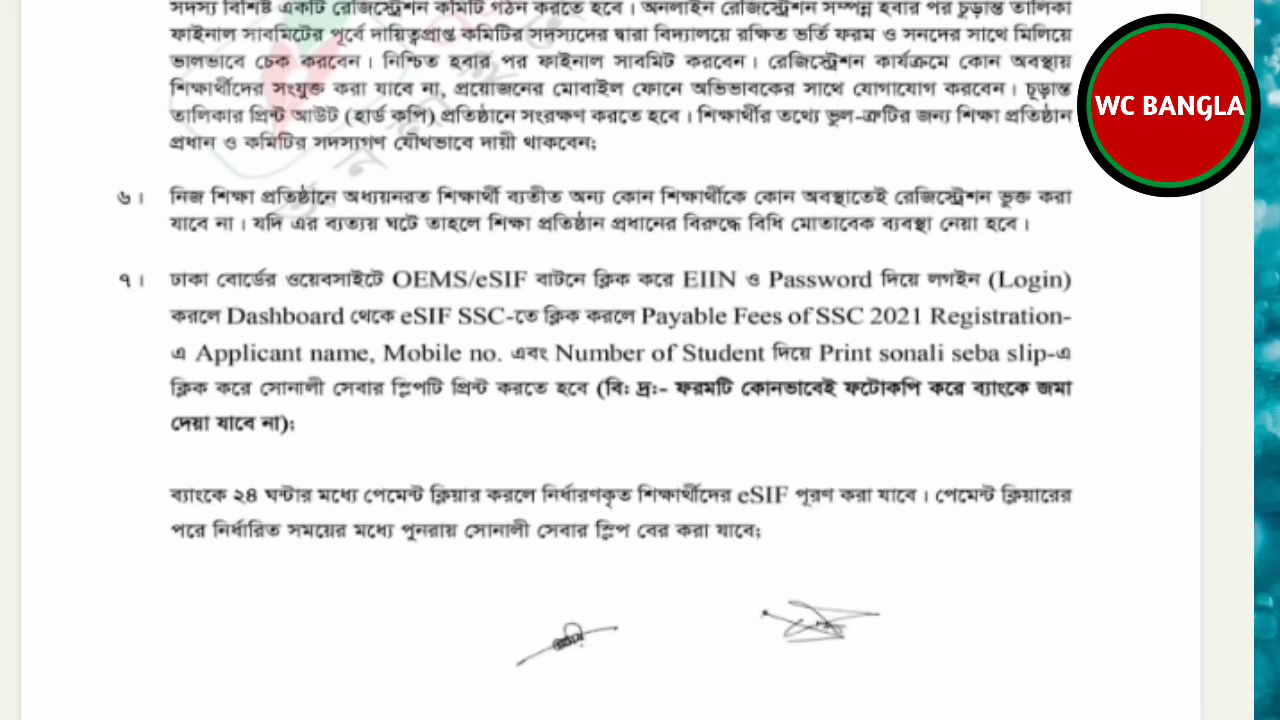 সদস্য বিশিষ্ট একটি রেজিস্ট্রেশন কমিটি গঠন করতে হবে। অনলাইন রেজিস্ট্রেশন সম্পন্ন হবার পর চুড়ান্ত তালিকা
ফাইনাল সাবমিটের পূর্বে দায়িত্বপ্রাপ্ত কমিটির সদস্যদের দ্বারা বিদ্যালয়ে রক্ষিত ভর্তি ফরম ও সনদের সাথে মিলিয়ে
ভালভাবে চেক করবেন। নিশ্চিত হবার পর ফাইনাল সাবমিট করবেন। রেজিস্ট্রেশন কার্যক্রমে কোন অবস্থায়
শিক্ষার্থীদের সংযুক্ত করা যাবে না, প্রয়োজনের মোবাইল ফোনে অভিভাবকের সাথে যোগাযোগ করবেন। চুড়ান্ত
তালিকার প্রিন্ট আউট (হার্ড কপি) প্রতিষ্ঠানে সংরক্ষণ করতে হবে। শিক্ষার্থীর তথ্যে ভুল-ত্রুটির জন্য শিক্ষা প্রতিষ্ঠান
প্রধান ও কমিটির সদস্যগণ যৌথভাবে দায়ী থাকবেন;
WC BANGLA
৬। নিজ শিক্ষা প্রতিষ্ঠানে অধ্যয়নরত শিক্ষার্থী ব্যতীত অন্য কোন শিক্ষার্থীকে কোন অবস্থাতেই রেজিস্ট্রেশন ভুক্ত করা
যাবে না। যদি এর ব্যত্যয় ঘটে তাহলে শিক্ষা প্রতিষ্ঠান প্রধানের বিরুদ্ধে বিধি মোতাবেক ব্যবস্থা নেয়া হবে।
৭। ঢাকা বোর্ডের ওয়েবসাইটে OEMS/eSIF বাটনে ক্লিক করে EIIN ও Password দিয়ে লগইন (Login)
করলে Dashboard থেকে eSIF SSC-তে ক্লিক করলে Payable Fees of SSC 2021 Registration-
এ Applicant name, Mobile no. এবং Number of Student দিয়ে Print sonali seba slip-এ
ক্লিক করে সোনালী সেবার স্লিপটি প্রিন্ট করতে হবে (বি: দ্র:- ফরমটি কোনভাবেই ফটোকপি করে ব্যাংকে জমা
দেয়া যাবে না);
ব্যাংকে ২৪ ঘন্টার মধ্যে পেমেন্ট ক্লিয়ার করলে নির্ধারণকৃত শিক্ষার্থীদের eSIF পূরণ করা যাবে। পেমেন্ট ক্লিয়ারের
পরে নির্ধারিত সময়ের মধ্যে পুনরায় সোনালী সেবার স্লিপ বের করা যাবে;